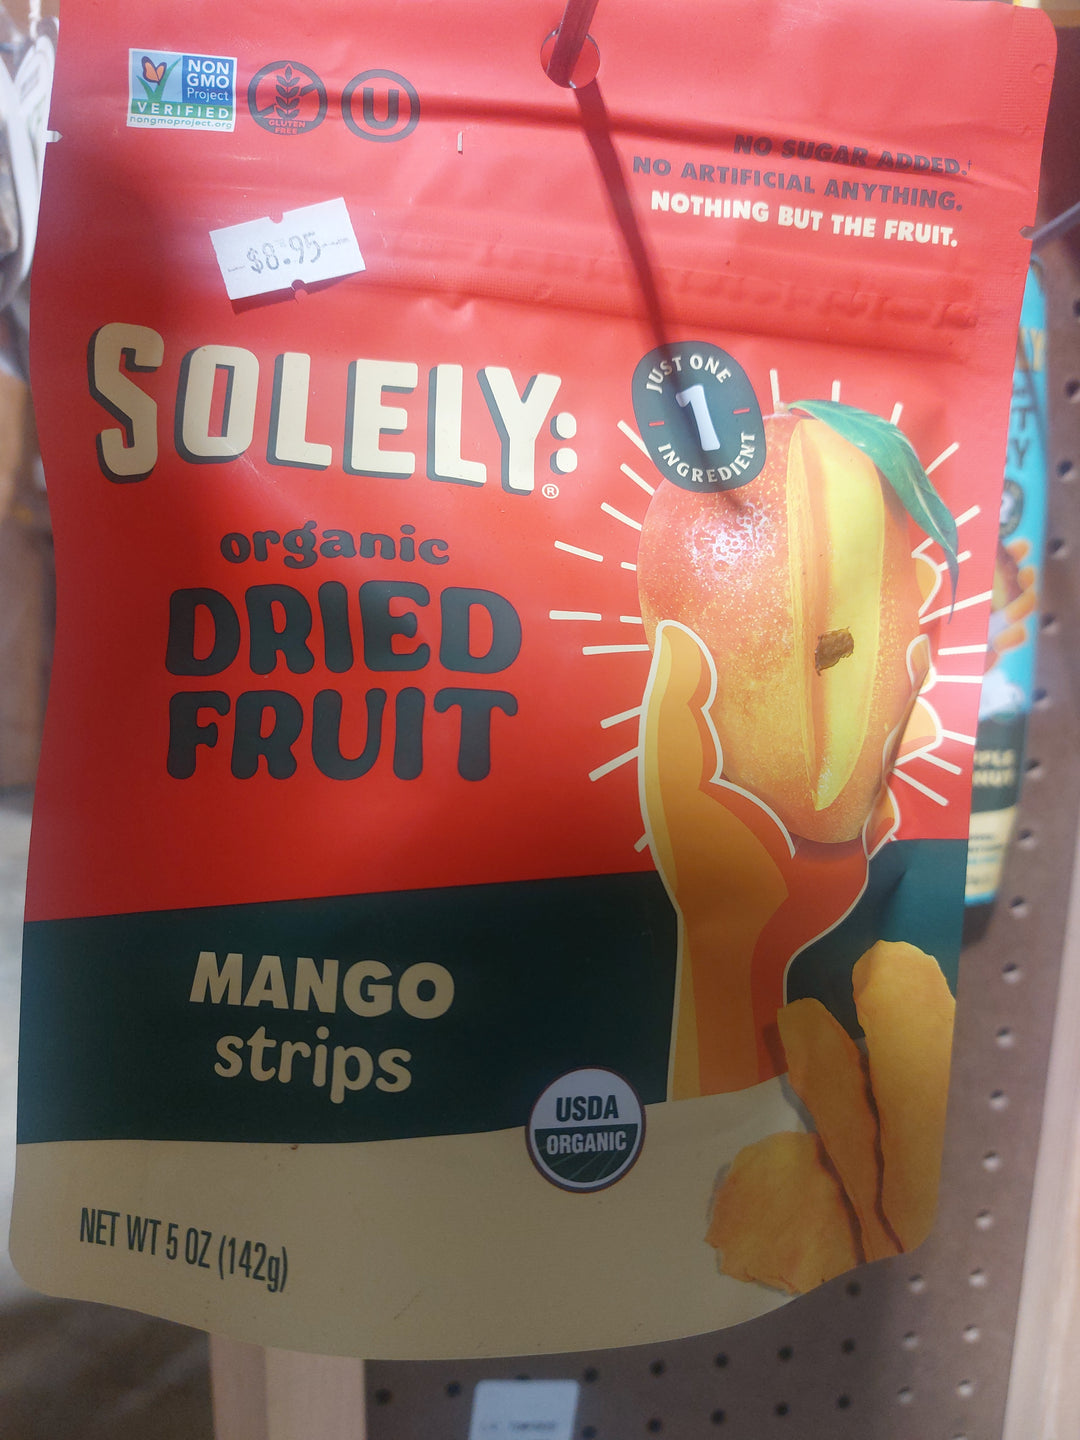 NON
GMO
Project
VERIFIED
nongmoproject.org
GLUTEN
FREE
U
NO SUGAR ADDED.†
NO ARTIFICIAL ANYTHING.
NOTHING BUT THE FRUIT.
$8.95
SOLELY:®
JUST ONE
1
INGREDIENT
organic
DRIED
FRUIT
MANGO
strips
USDA
ORGANIC
NET WT 5 OZ (142g)